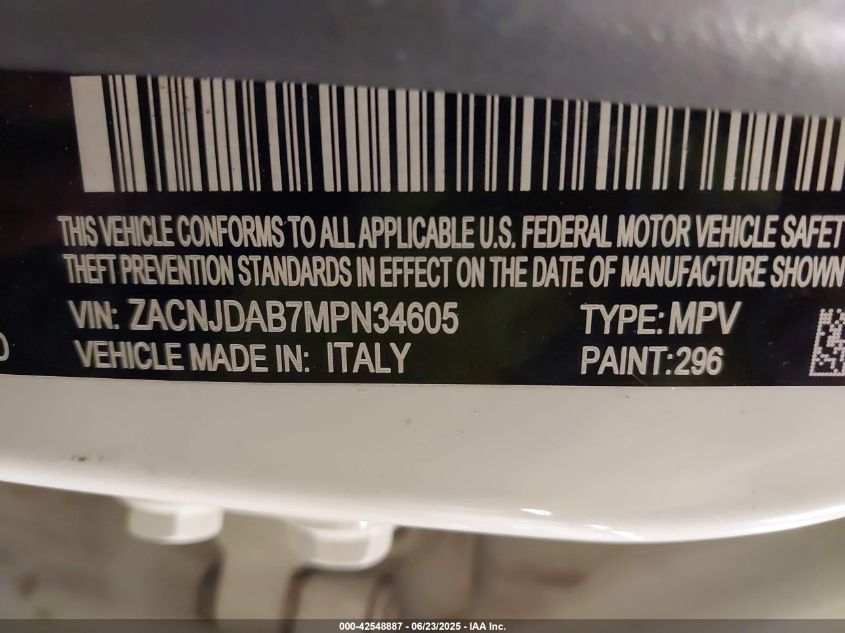 THIS VEHICLE CONFORMS TO ALL APPLICABLE U.S. FEDERAL MOTOR VEHICLE SAFET
THEFT PREVENTION STANDARDS IN EFFECT ON THE DATE OF MANUFACTURE SHOWN
VIN: ZACNJDAB7MPN34605 TYPE: MPV
VEHICLE MADE IN: ITALY PAINT: 296
000-42548887 - 06/23/2025 - IAA Inc.